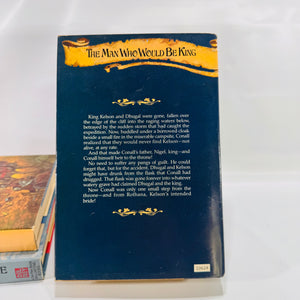 THE MAN WHO WOULD BE KING
King Kelson and Dhugal were gone, fallen over
the edge of the cliff into the raging waters below,
betrayed by the sudden storm that had caught the
expedition. Now, huddled under a borrowed cloak
beside a small fire in the miserable campsite, Conall
realized that they would never find Kelson—not
alive, at any rate.
And that made Conall's father, Nigel, king—and
Conall himself heir to the throne!
No need to suffer any pangs of guilt. He could
forget that, but for the accident, Dhugal and Kelson
might have drunk from the flask that Conall had
drugged. That flask was gone forever into whatever
watery grave had claimed Dhugal and the king.
Now Conall was only one small step from the
throne—and from Rothana, Kelson's intended
bride!
E